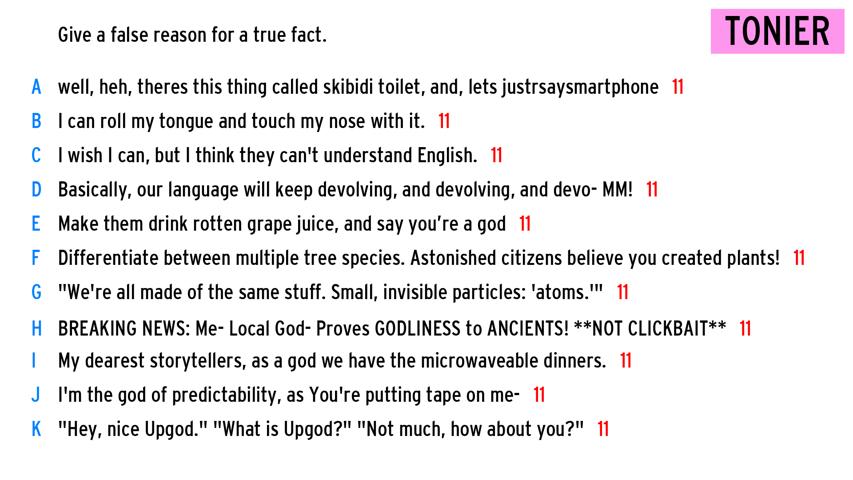 Give a false reason for a true fact.
TONIER
A well, heh, theres this thing called skibidi toilet, and, lets justrsaysmartphone 11
B I can roll my tongue and touch my nose with it. 11
C I wish I can, but I think they can't understand English. 11
D Basically, our language will keep devolving, and devolving, and devo- MM! 11
E Make them drink rotten grape juice, and say you’re a god 11
F Differentiate between multiple tree species. Astonished citizens believe you created plants! 11
G "We're all made of the same stuff. Small, invisible particles: 'atoms.'" 11
H BREAKING NEWS: Me- Local God- Proves GODLINESS to ANCIENTS! **NOT CLICKBAIT** 11
I My dearest storytellers, as a god we have the microwaveable dinners. 11
J I'm the god of predictability, as You're putting tape on me- 11
K "Hey, nice Upgod." "What is Upgod?" "Not much, how about you?" 11